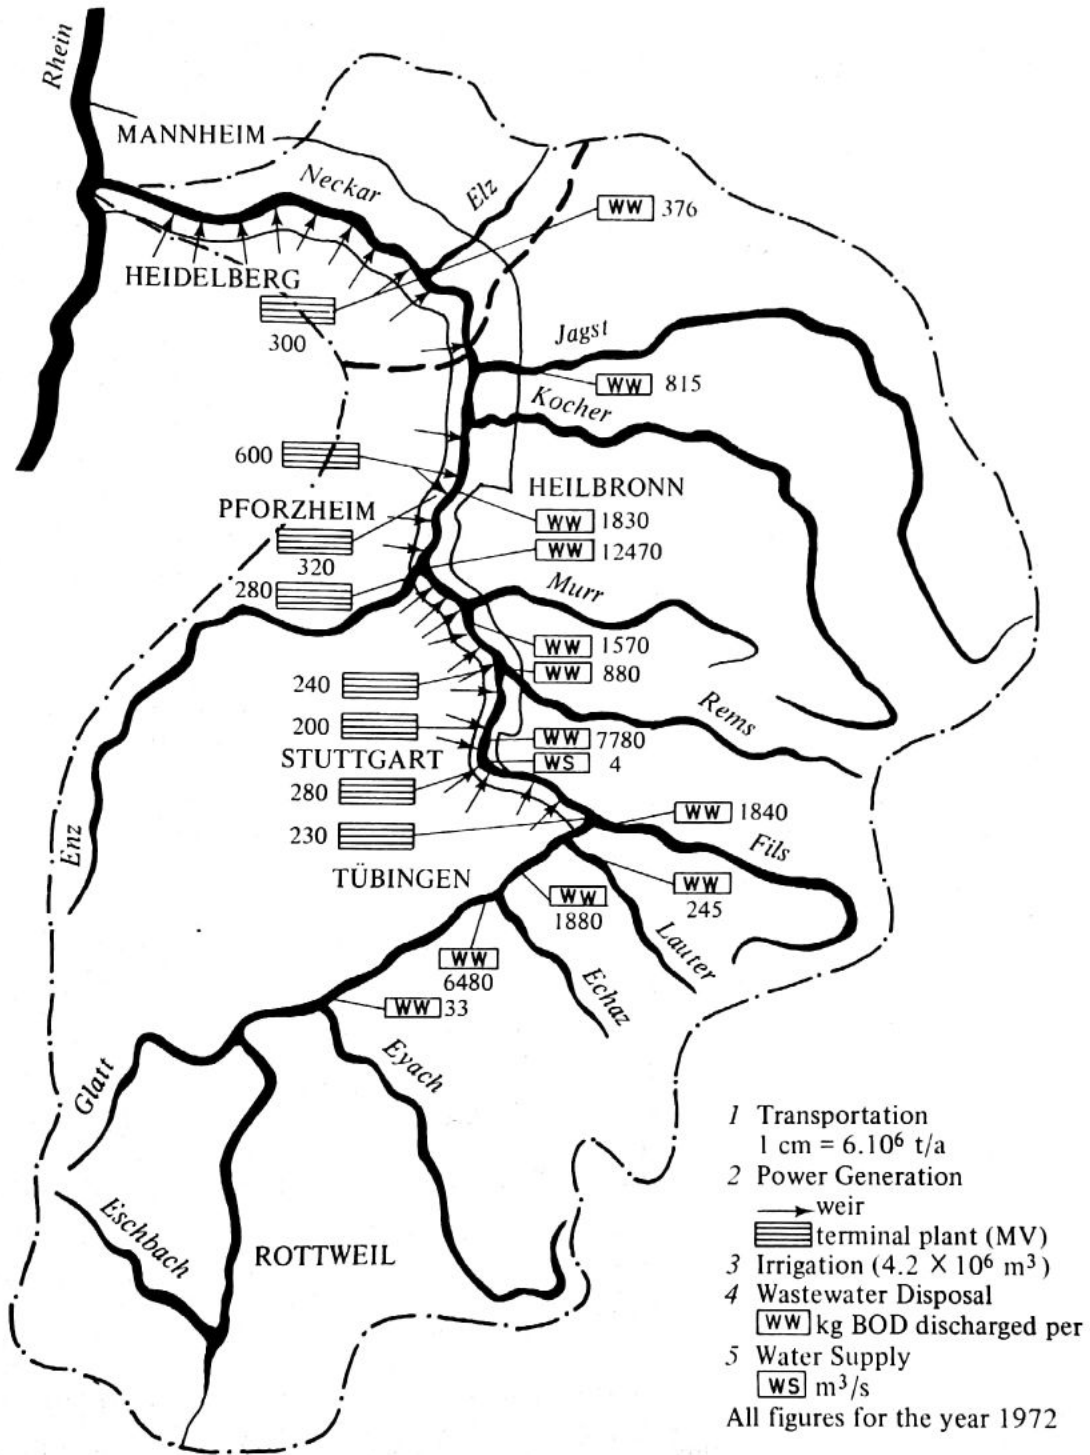 Rhein
MANNHEIM
Neckar
Elz
WW 376
HEIDELBERG
300
Jagst
WW 815
Kocher
600
HEILBRONN
PFORZHEIM
WW 1830
320
WW 12470
280
Murr
WW 1570
WW 880
240
Rems
200
WW 7780
STUTTGART
WS 4
280
WW 1840
230
Fils
Enz
TÜBINGEN
WW
245
WW
1880
Lauter
WW
6480
Echaz
WW 33
Eyach
Glatt
Eschbach
ROTTWEIL
1 Transportation
1 cm = 6.10⁶ t/a
2 Power Generation
weir
terminal plant (MV)
3 Irrigation (4.2 × 10⁶ m³)
4 Wastewater Disposal
WW kg BOD discharged per
5 Water Supply
WS m³/s
All figures for the year 1972